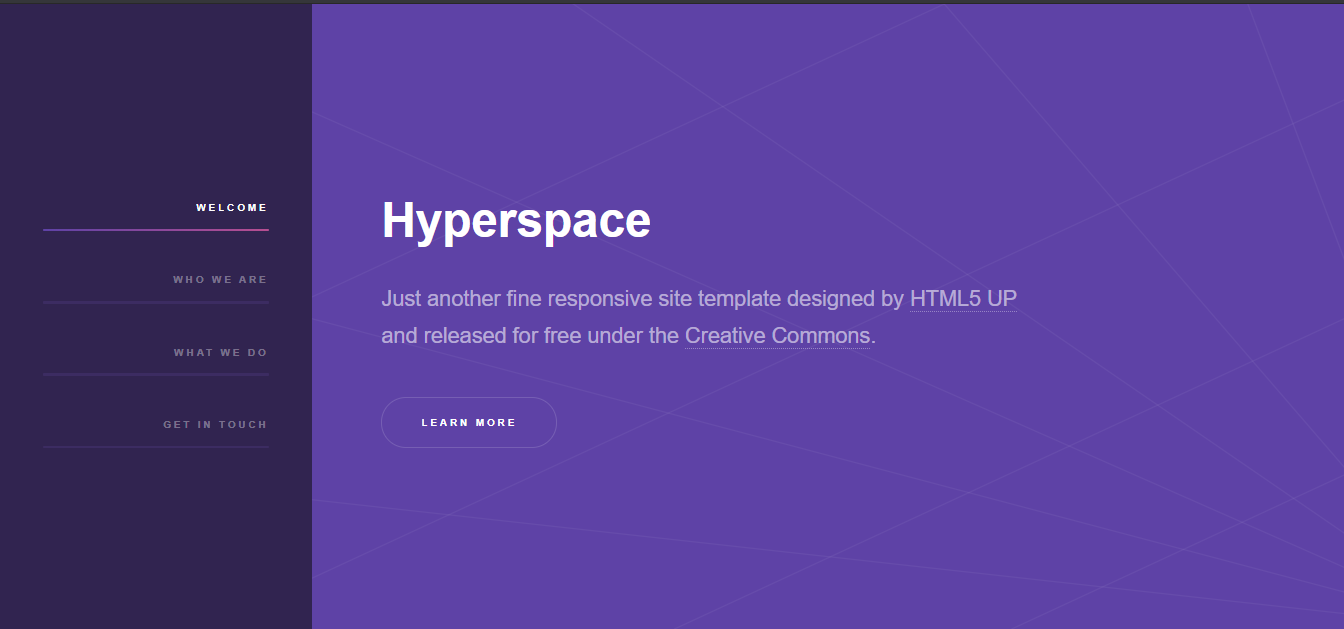 WELCOME
WHO WE ARE
WHAT WE DO
GET IN TOUCH
Hyperspace
Just another fine responsive site template designed by HTML5 UP
and released for free under the Creative Commons.
LEARN MORE